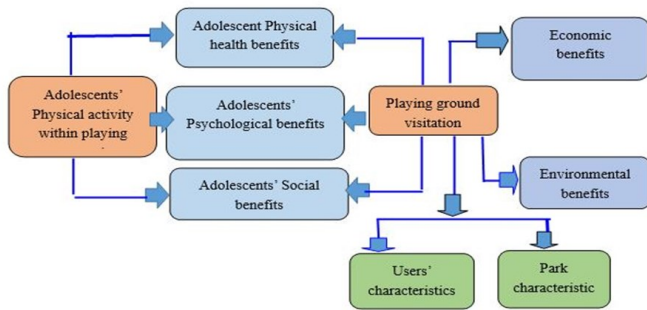 Adolescent Physical
health benefits
Economic
benefits
Adolescents’
Physical activity
within playing
.
Adolescents’
Psychological benefits
Playing ground
visitation
Adolescents’ Social
benefits
Environmental
benefits
Users’
characteristics
Park
characteristic